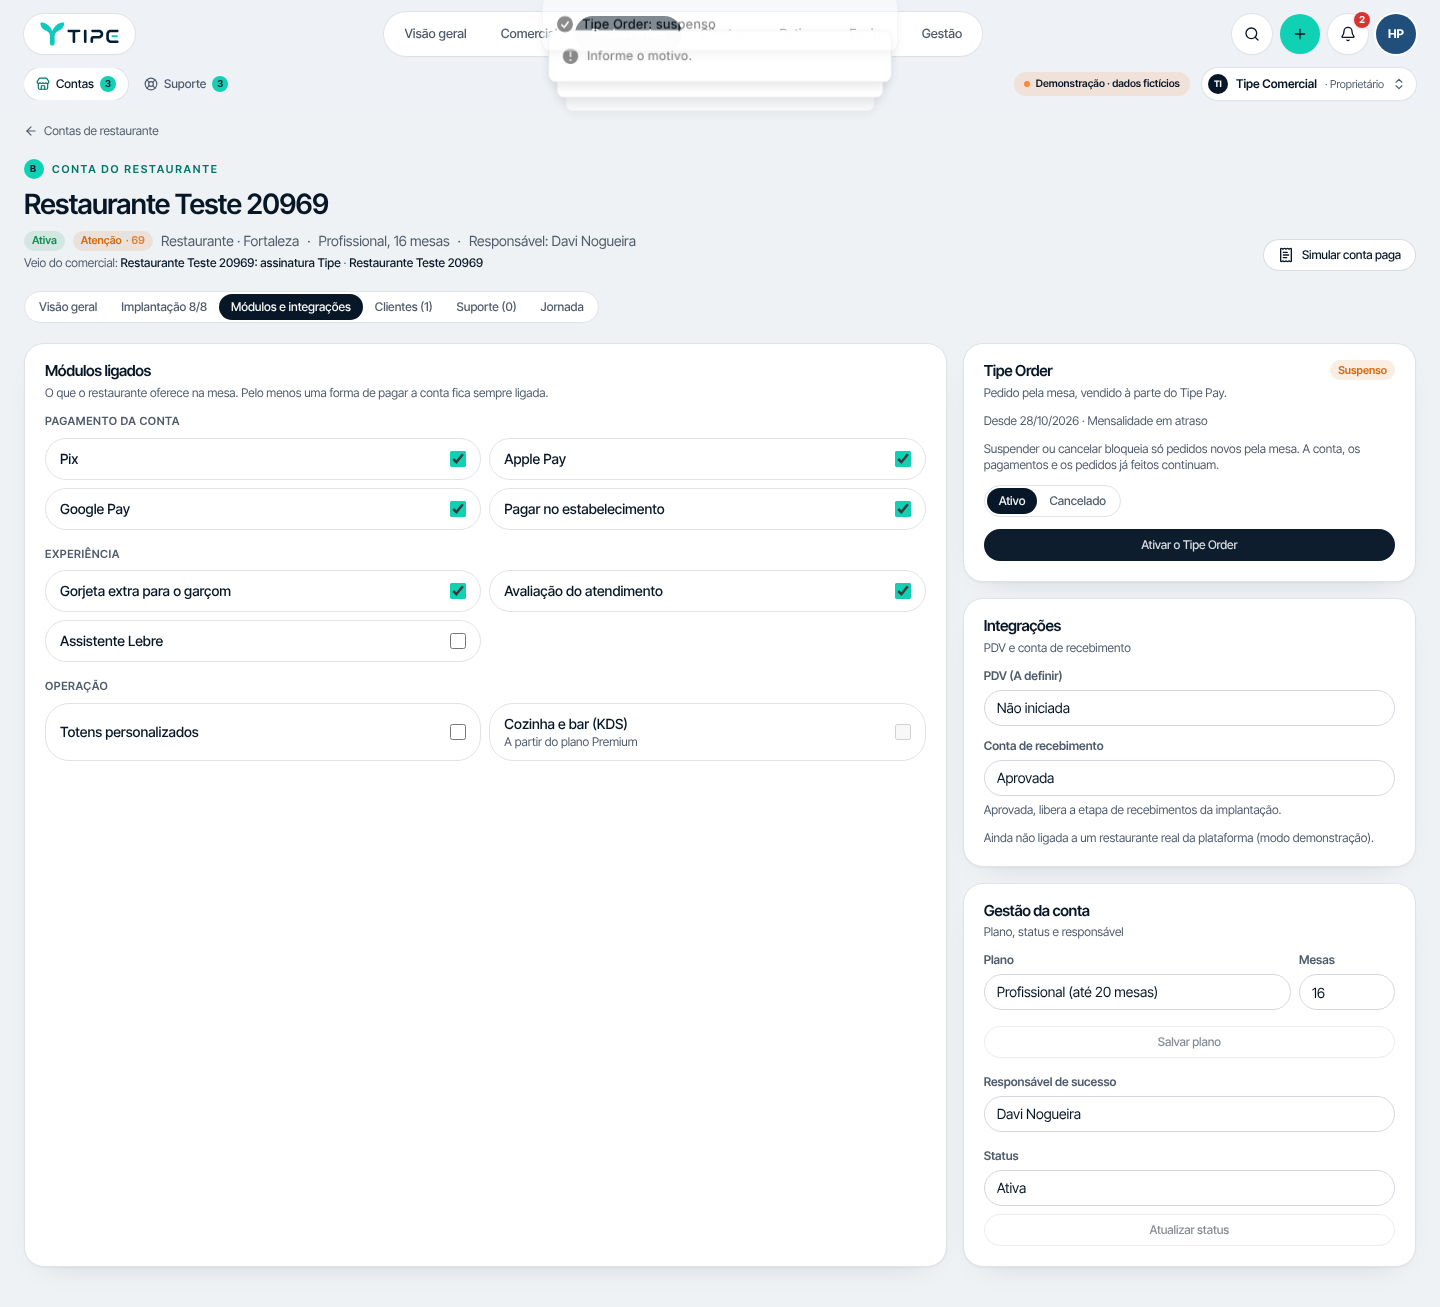 TIPE
Visão geral
Tipe Order: suspenso
Informe o motivo.
Gestão
2
HP
Contas 3
Suporte 3
Demonstração · dados fictícios
TI Tipe Comercial · Proprietário
Contas de restaurante
B CONTA DO RESTAURANTE
Restaurante Teste 20969
Ativa Atenção · 69 Restaurante · Fortaleza · Profissional, 16 mesas · Responsável: Davi Nogueira
Veio do comercial: Restaurante Teste 20969: assinatura Tipe · Restaurante Teste 20969
Simular conta paga
Visão geral Implantação 8/8 Módulos e integrações Clientes (1) Suporte (0) Jornada
Módulos ligados
O que o restaurante oferece na mesa. Pelo menos uma forma de pagar a conta fica sempre ligada.
PAGAMENTO DA CONTA
Pix
Apple Pay
Google Pay
Pagar no estabelecimento
EXPERIÊNCIA
Gorjeta extra para o garçom
Avaliação do atendimento
Assistente Lebre
OPERAÇÃO
Totens personalizados
Cozinha e bar (KDS)
A partir do plano Premium
Tipe Order
Suspenso
Pedido pela mesa, vendido à parte do Tipe Pay.
Desde 28/10/2026 · Mensalidade em atraso
Suspender ou cancelar bloqueia só pedidos novos pela mesa. A conta, os
pagamentos e os pedidos já feitos continuam.
Ativo Cancelado
Ativar o Tipe Order
Integrações
PDV e conta de recebimento
PDV (A definir)
Não iniciada
Conta de recebimento
Aprovada
Aprovada, libera a etapa de recebimentos da implantação.
Ainda não ligada a um restaurante real da plataforma (modo demonstração).
Gestão da conta
Plano, status e responsável
Plano
Mesas
Profissional (até 20 mesas)
16
Salvar plano
Responsável de sucesso
Davi Nogueira
Status
Ativa
Atualizar status